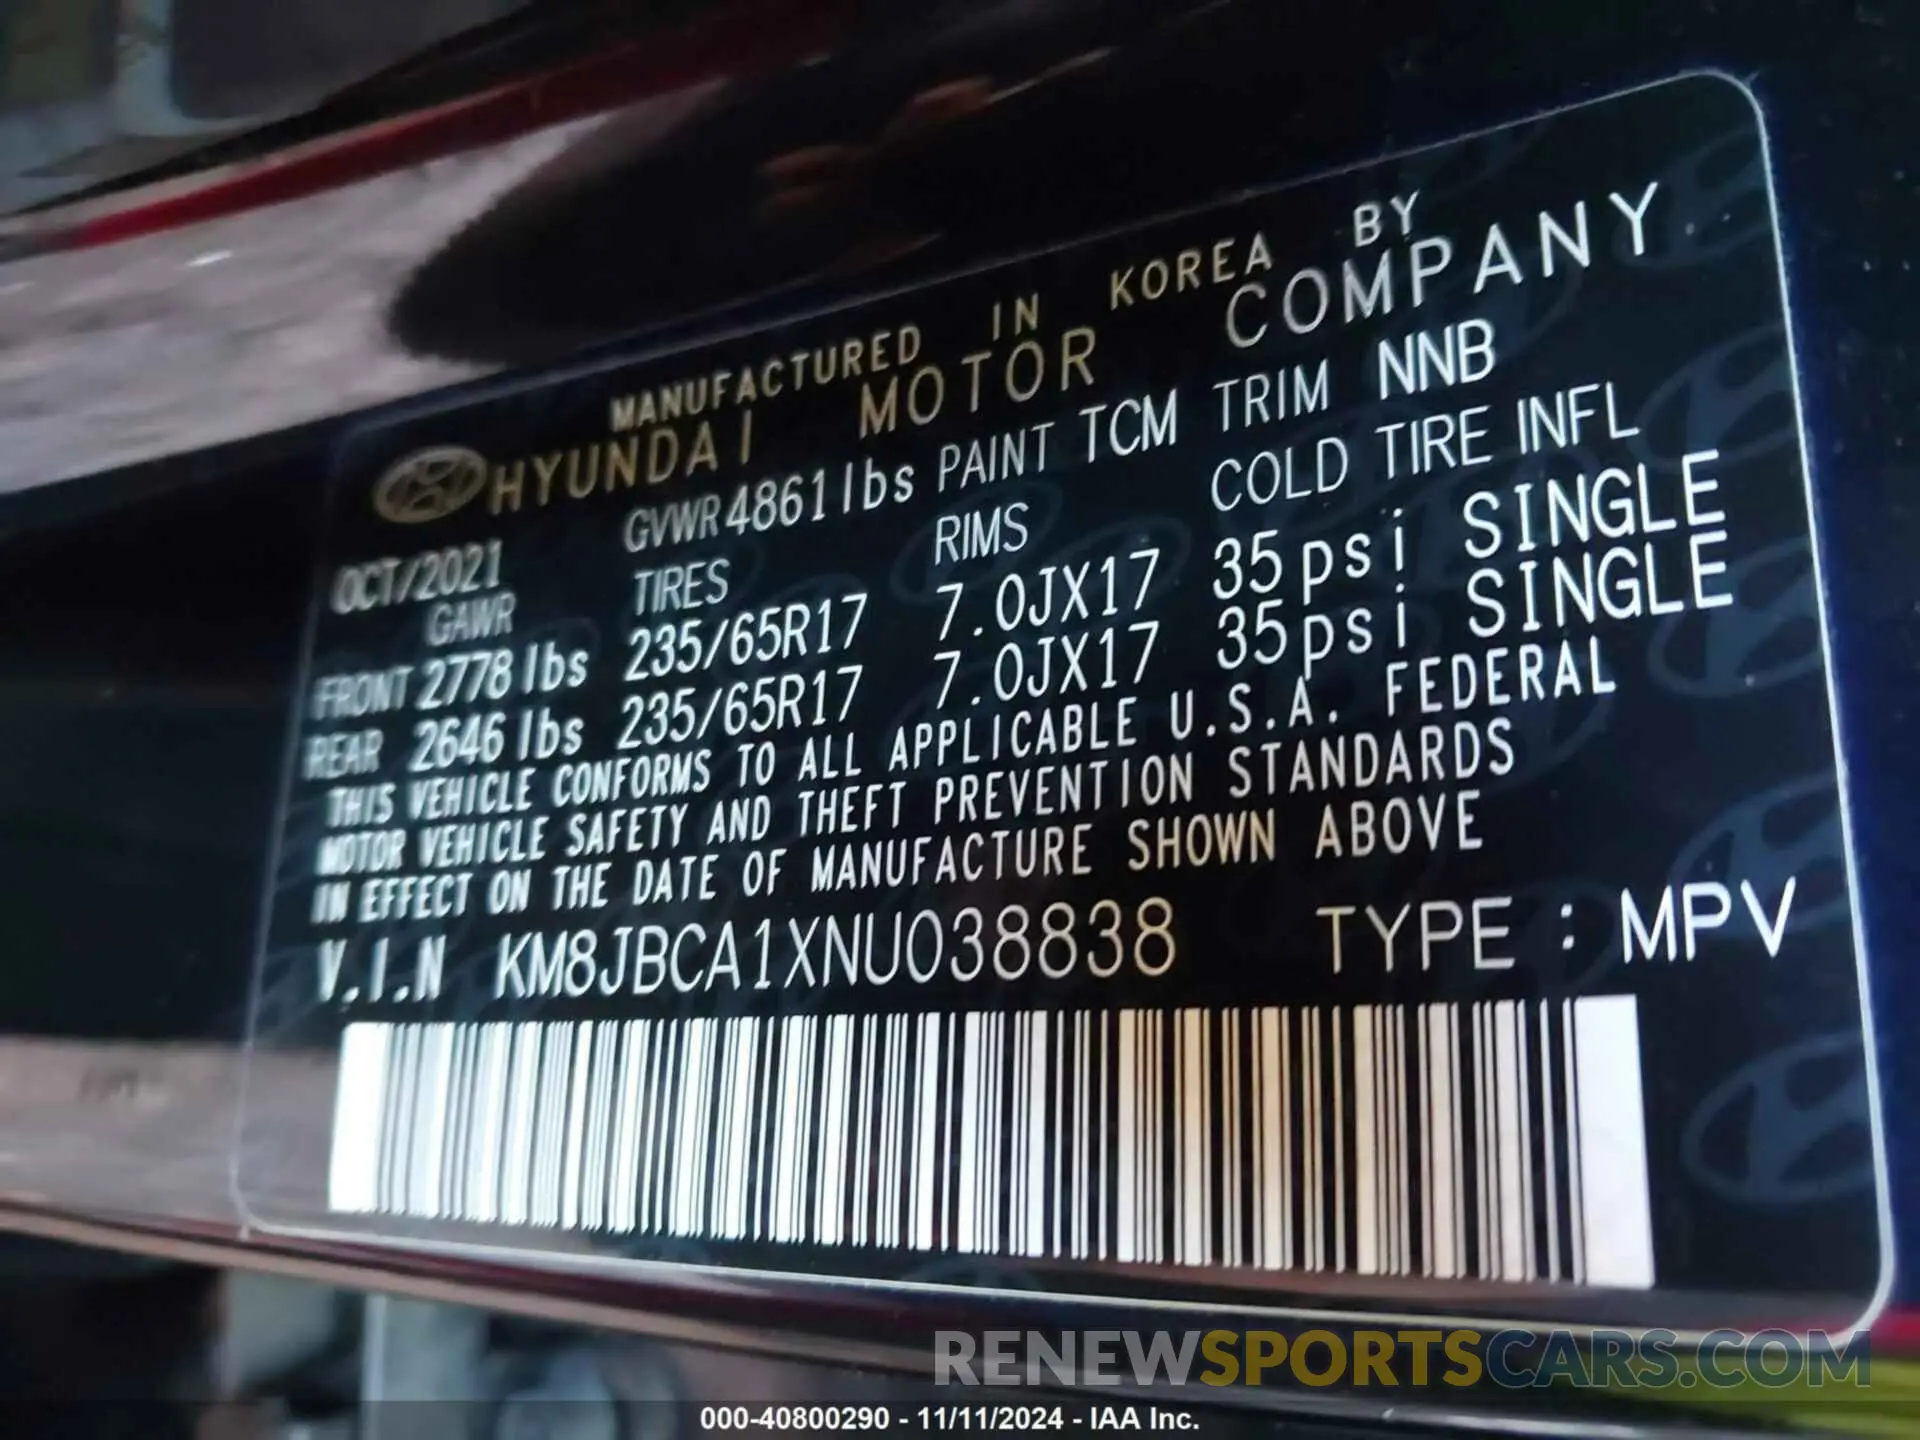 MANUFACTURED IN KOREA BY
HYUNDAI MOTOR COMPANY
OCT/2021 GVWR 4861 lbs PAINT TCM TRIM NNB
GAWR TIRES RIMS COLD TIRE INFL
FRONT 2778 lbs 235/65R17 7.0JX17 35psi SINGLE
REAR 2646 lbs 235/65R17 7.0JX17 35psi SINGLE
THIS VEHICLE CONFORMS TO ALL APPLICABLE U.S.A. FEDERAL
MOTOR VEHICLE SAFETY AND THEFT PREVENTION STANDARDS
IN EFFECT ON THE DATE OF MANUFACTURE SHOWN ABOVE
V.I.N KM8JBCA1XNU038838 TYPE : MPV
RENEWSPORTSCARS.COM
000-40800290 - 11/11/2024 - IAA Inc.